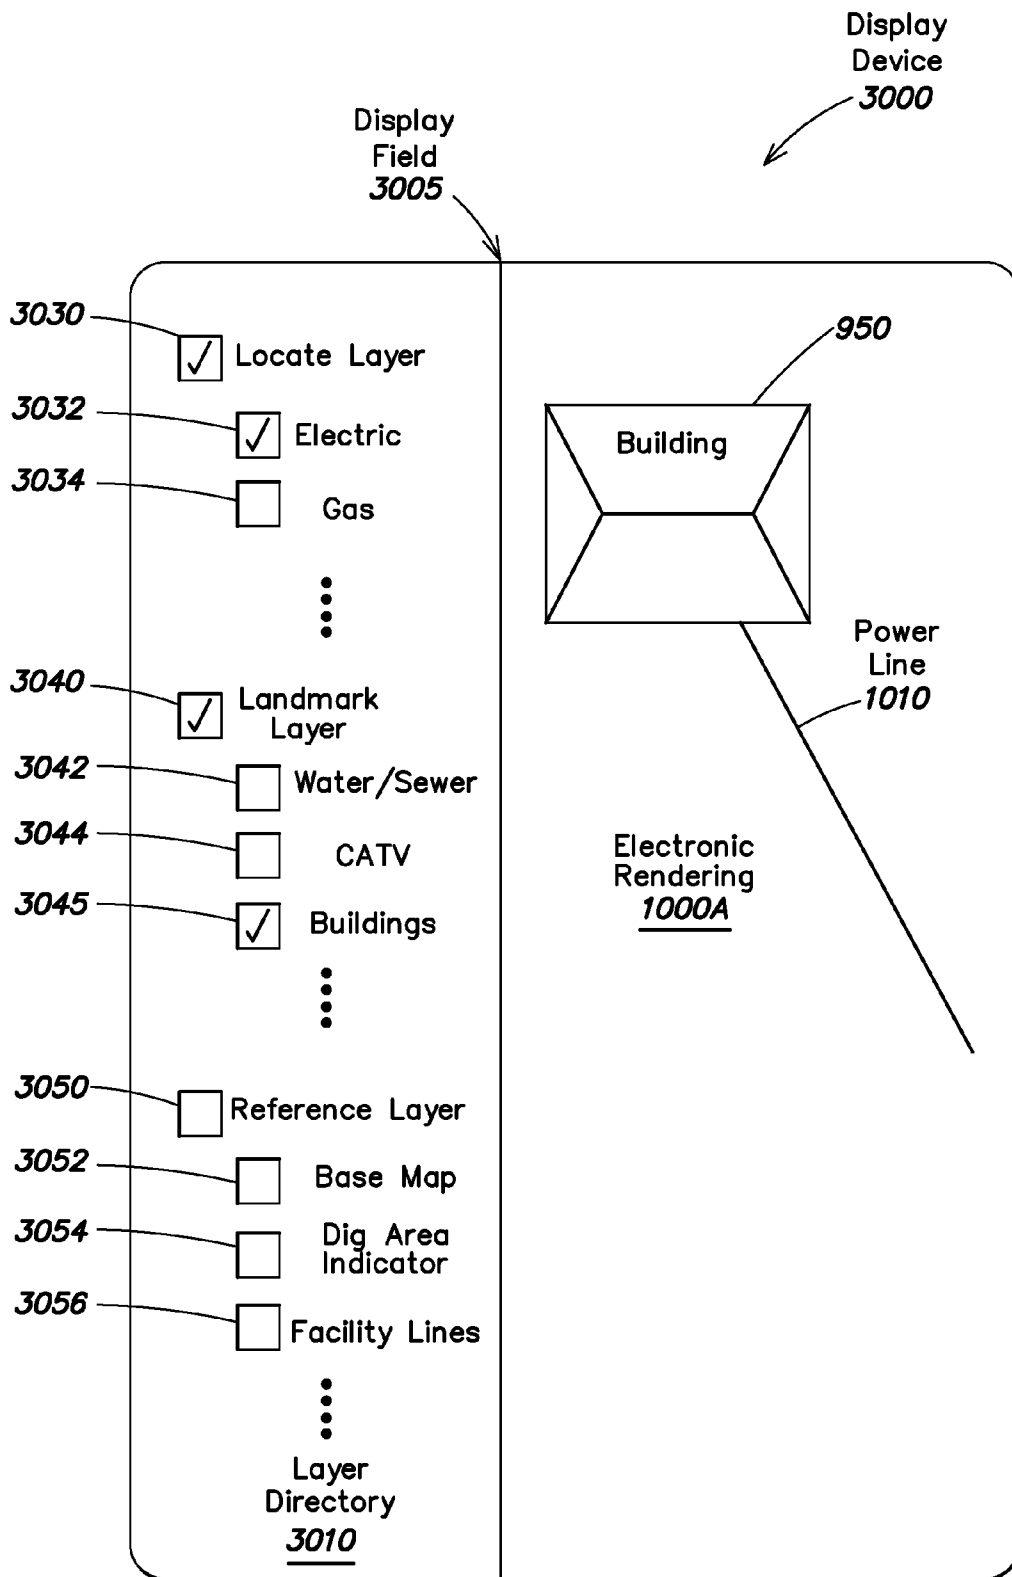 Display
Device
3000
Display
Field
3005
3030
Locate Layer
3032
Electric
3034
Gas
3040
Landmark
Layer
3042
Water/Sewer
3044
CATV
3045
Buildings
3050
Reference Layer
3052
Base Map
3054
Dig Area
Indicator
3056
Facility Lines
Layer
Directory
3010
950
Building
Power
Line
1010
Electronic
Rendering
1000A